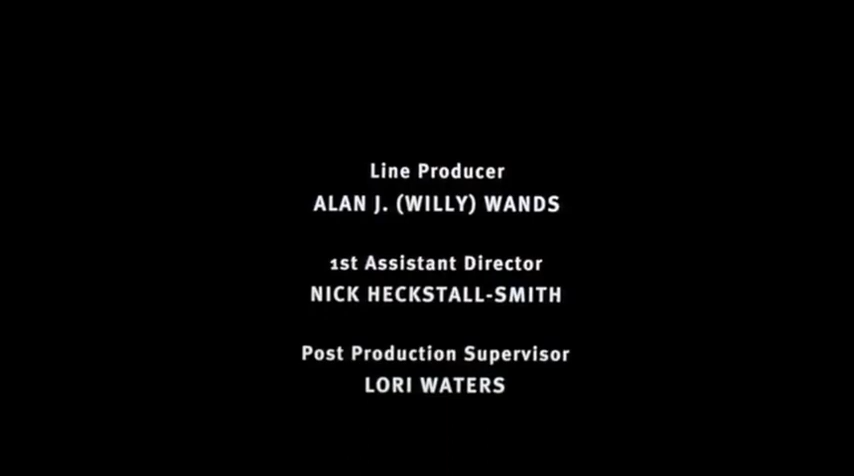 Line Producer
ALAN J. (WILLY) WANDS
1st Assistant Director
NICK HECKSTALL-SMITH
Post Production Supervisor
LORI WATERS